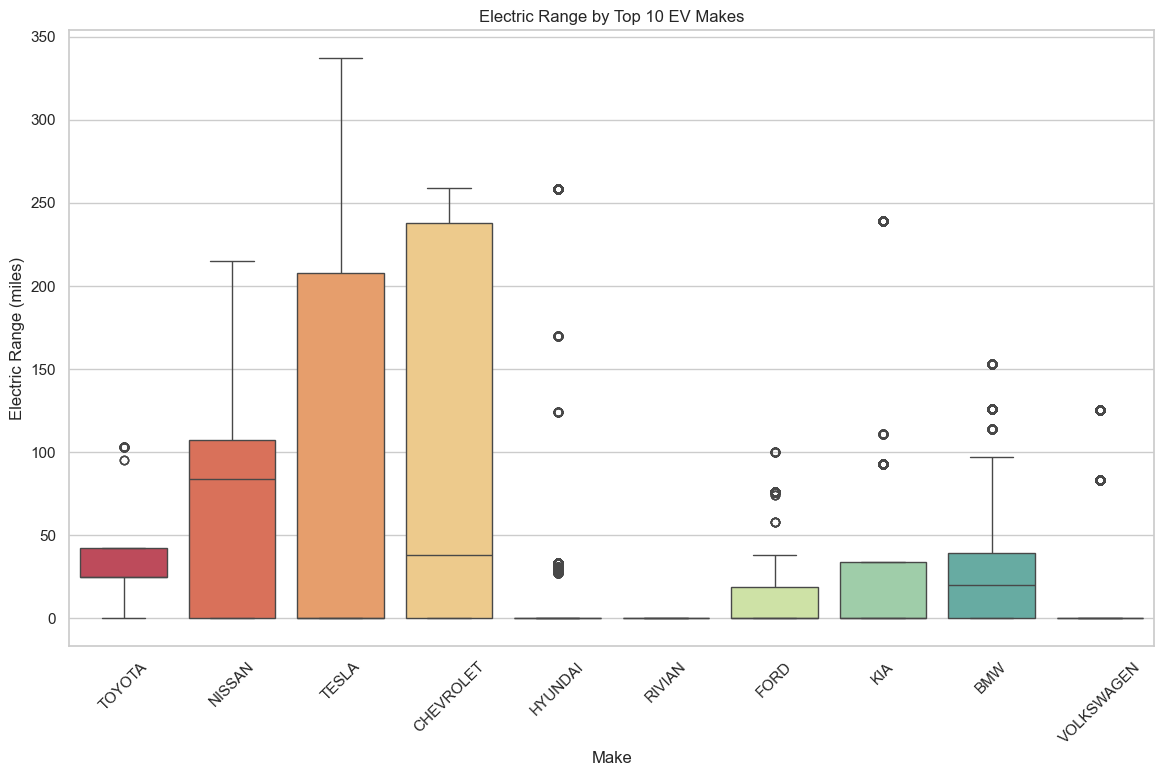 Electric Range by Top 10 EV Makes
Electric Range (miles)
350
300
250
200
150
100
50
0
TOYOTA
NISSAN
TESLA
CHEVROLET
HYUNDAI
RIVIAN
FORD
KIA
BMW
VOLKSWAGEN
Make